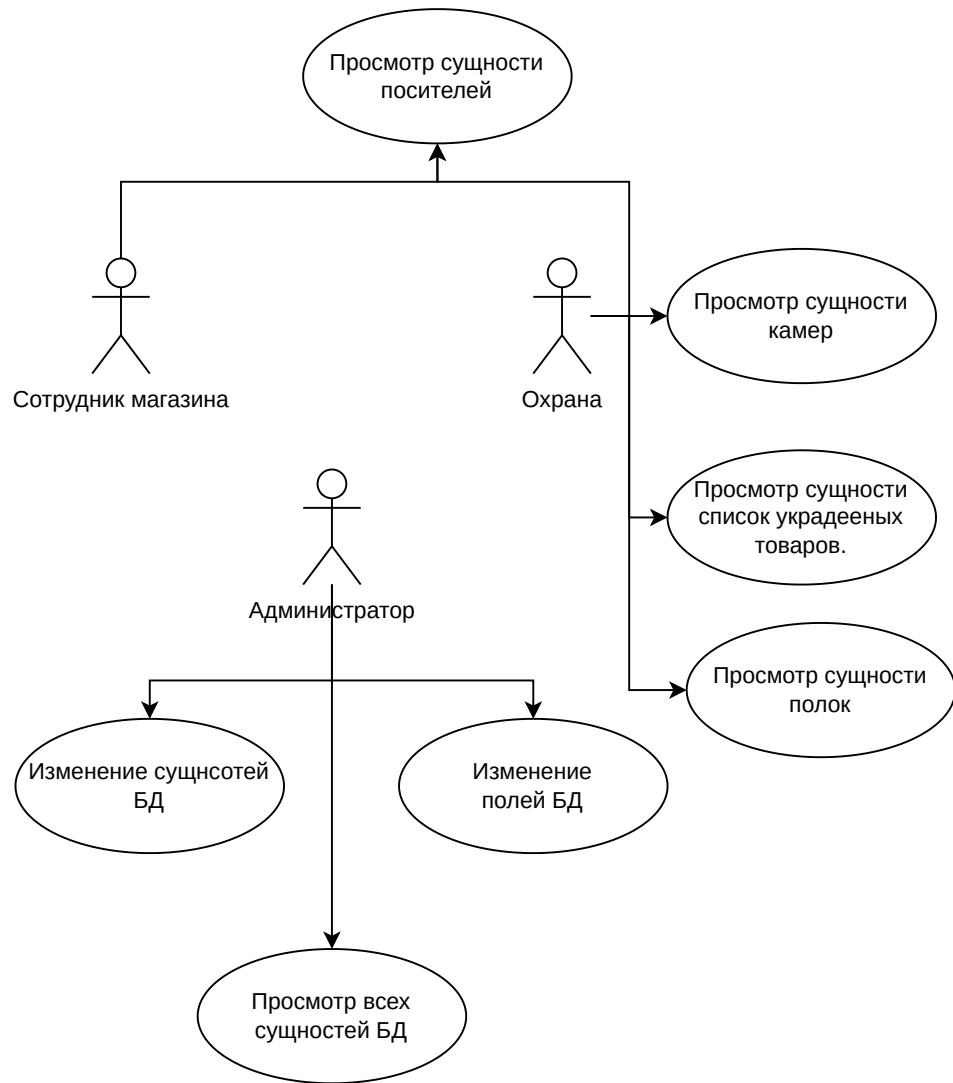 Просмотр сущности
посителей
Просмотр сущности
камер
Сотрудник магазина
Охрана
Просмотр сущности
список украдееных
товаров.
Администратор
Просмотр сущности
полок
Изменение сущнсотей
БД
Изменение
полей БД
Просмотр всех
сущностей БД